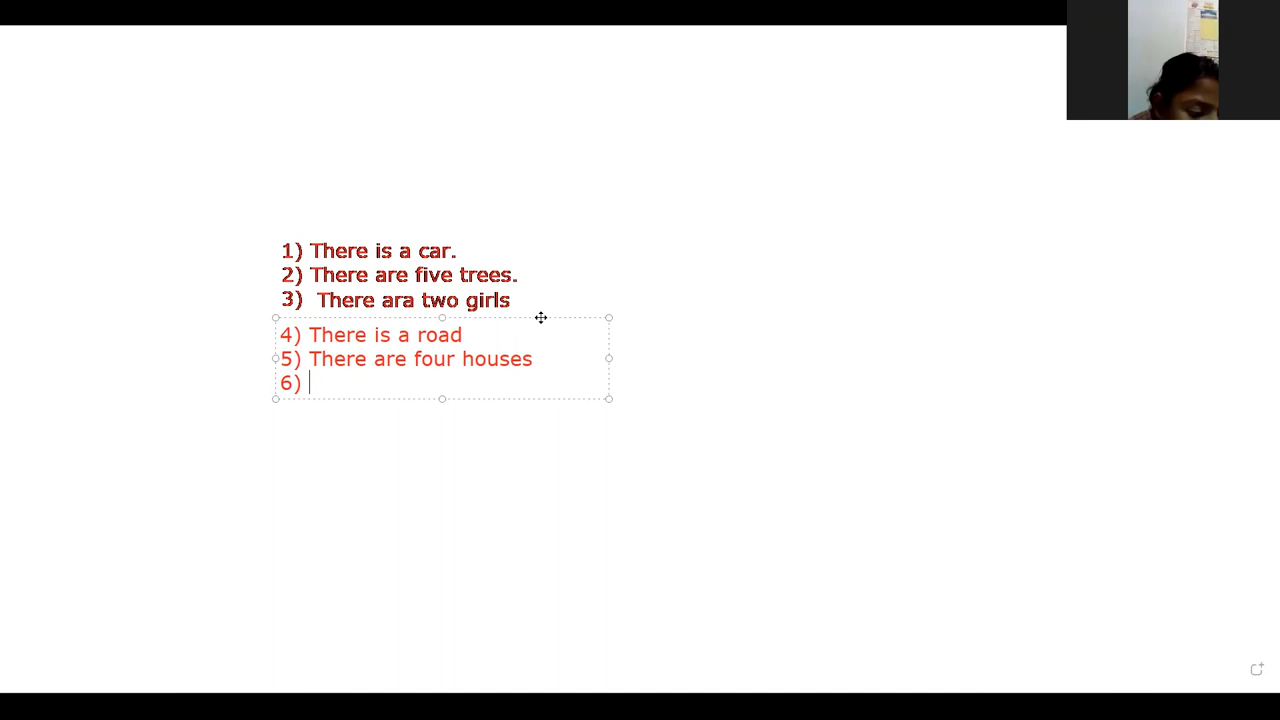 1) There is a car.
2) There are five trees.
3) There ara two girls
4) There is a road
5) There are four houses
6)